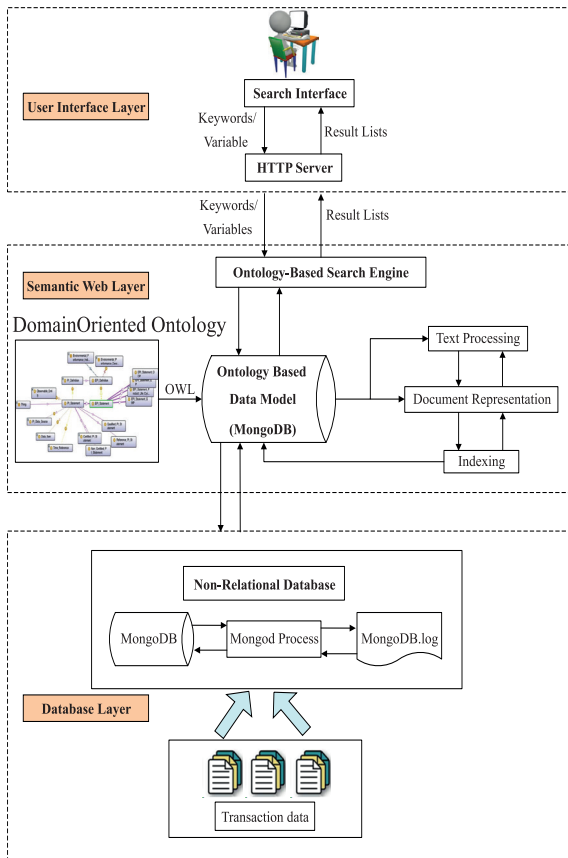 Search Interface
User Interface Layer
Keywords/
Variable
Result Lists
HTTP Server
Keywords/
Variables
Result Lists
Ontology-Based Search Engine
Semantic Web Layer
DomainOriented Ontology
OWL
Ontology Based
Data Model
(MongoDB)
Text Processing
Document Representation
Indexing
Non-Relational Database
MongoDB
Mongod Process
MongoDB.log
Database Layer
Transaction data